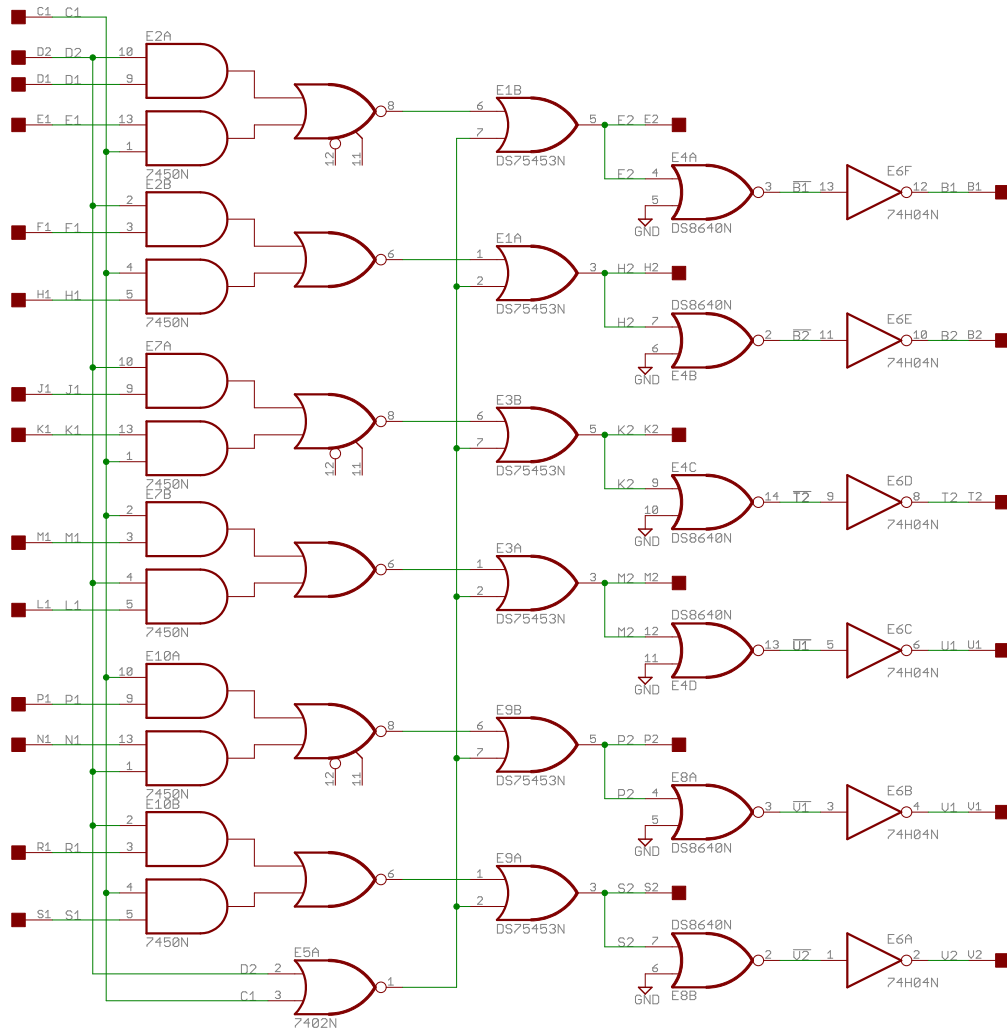 C1 C1
E2A
D2 D2 10
D1 D1 9
8
E1B
6 5 E2 E2
E1 E1 13
7
1
7450N
12 11
DS75453N
E4A
E2 4 3 B1 13 E6F 12 B1 B1
5
GND
DS8640N
74H04N
E2B
2
F1 F1 3
6
E1A
1 3 H2 H2
4
2
H1 H1 5
7450N
DS75453N
DS8640N
H2 7 2 B2 11 E6E 10 B2 B2
6
GND
E4B
74H04N
E7A
10
J1 J1 9
8
E3B
6 5 K2 K2
K1 K1 13
7
1
7450N
12 11
DS75453N
E4C
K2 9 14 T2 9 E6D 8 T2 T2
10
GND
DS8640N
74H04N
E7B
2
M1 M1 3
6
E3A
1 3 M2 M2
4
2
L1 L1 5
7450N
DS75453N
DS8640N
M2 12 13 U1 5 E6C 6 U1 U1
11
GND
E4D
74H04N
E10A
10
P1 P1 9
8
E9B
6 5 P2 P2
N1 N1 13
7
1
7450N
12 11
DS75453N
E8A
P2 4 3 V1 3 E6B 4 V1 V1
5
GND
DS8640N
74H04N
E10B
2
R1 R1 3
6
E9A
1 3 S2 S2
4
2
S1 S1 5
7450N
DS75453N
DS8640N
S2 7 2 V2 1 E6A 2 V2 V2
6
GND
E8B
74H04N
E5A
D2 2 1
C1 3
7402N